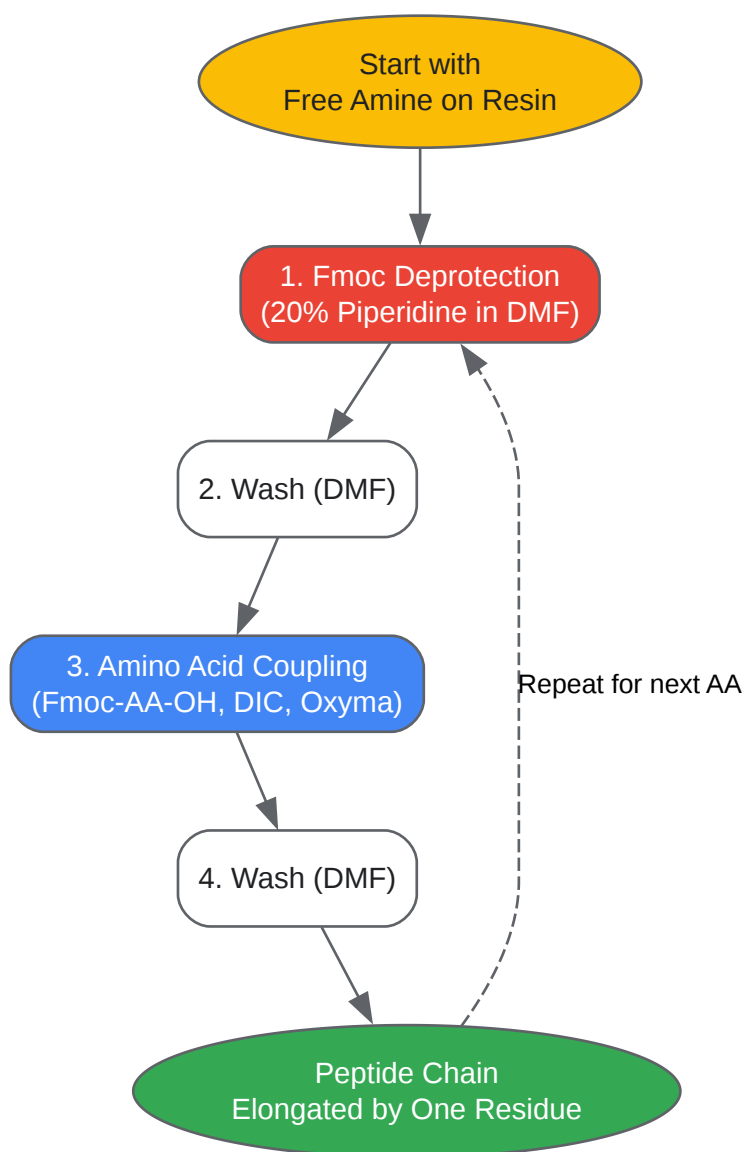 Start with
Free Amine on Resin
1. Fmoc Deprotection
(20% Piperidine in DMF)
2. Wash (DMF)
3. Amino Acid Coupling
(Fmoc-AA-OH, DIC, Oxyma)
Repeat for next AA
4. Wash (DMF)
Peptide Chain
Elongated by One Residue